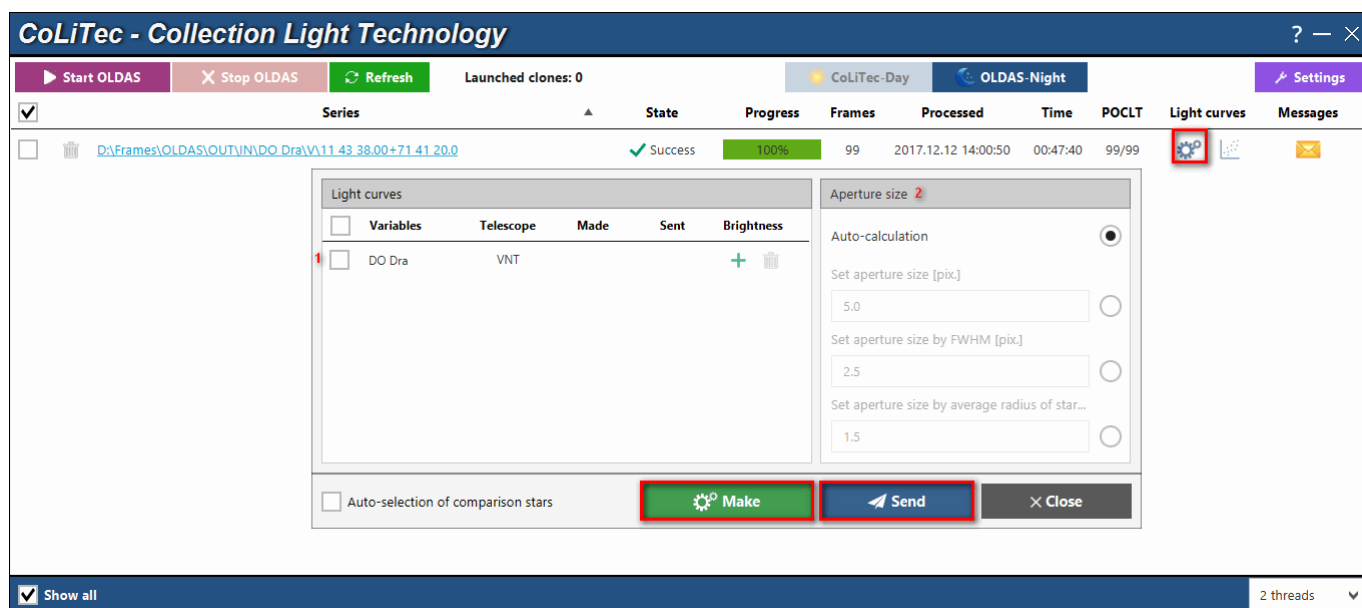 CoLiTec - Collection Light Technology ?
Start OLDAS Stop OLDAS Refresh Launched clones: 0 CoLiTec-Day OLDAS-Night Settings
Series State Progress Frames Processed Time POCLT Light curves Messages
D:\Frames\OLDAS\OUT\IN\DO Dra\V\11 43 38.00+71 41 20.0 Success 100% 99 2017.12.12 14:00:50 00:47:40 99/99
Light curves Aperture size 2
Variables Telescope Made Sent Brightness
Auto-calculation
1 DO Dra VNT
Set aperture size [pix.]
5.0
Set aperture size by FWHM [pix.]
2.5
Set aperture size by average radius of star...
1.5
Auto-selection of comparison stars Make Send Close
Show all 2 threads